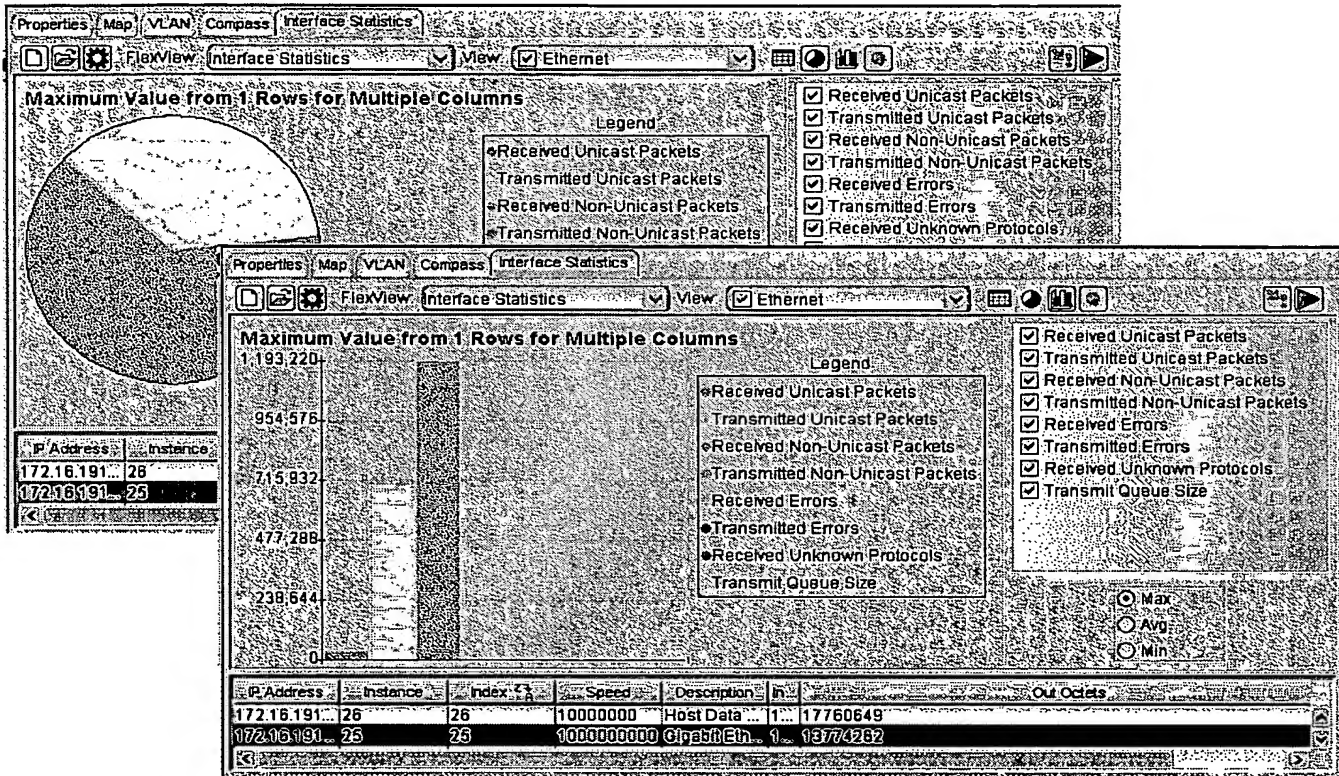 Properties Map VLAN Compass Interface Statistics
FlexView: Interface Statistics View: Ethernet
Maximum Value from 1 Rows for Multiple Columns
Legend
Received Unicast Packets
Transmitted Unicast Packets
Received Non-Unicast Packets
Transmitted Non-Unicast Packets
Received Unicast Packets
Transmitted Unicast Packets
Received Non-Unicast Packets
Transmitted Non-Unicast Packets
Received Errors
Transmitted Errors
Received Unknown Protocols
IP Address Instance
172.16.191... 26
172.16.191... 25
Properties Map VLAN Compass Interface Statistics
FlexView: Interface Statistics View: Ethernet
Maximum Value from 1 Rows for Multiple Columns
1,193,220
954,576
715,932
477,288
238,644
0
Legend
Received Unicast Packets
Transmitted Unicast Packets
Received Non-Unicast Packets
Transmitted Non-Unicast Packets
Received Errors
Transmitted Errors
Received Unknown Protocols
Transmit Queue Size
Received Unicast Packets
Transmitted Unicast Packets
Received Non-Unicast Packets
Transmitted Non-Unicast Packets
Received Errors
Transmitted Errors
Received Unknown Protocols
Transmit Queue Size
Max
Avg
Min
IP Address Instance Index Speed Description In... Out Octets
172.16.191... 26 26 10000000 Host Data ... 1... 17760649
172.16.191... 25 25 1000000000 Gigabit Eth... 1... 13774282